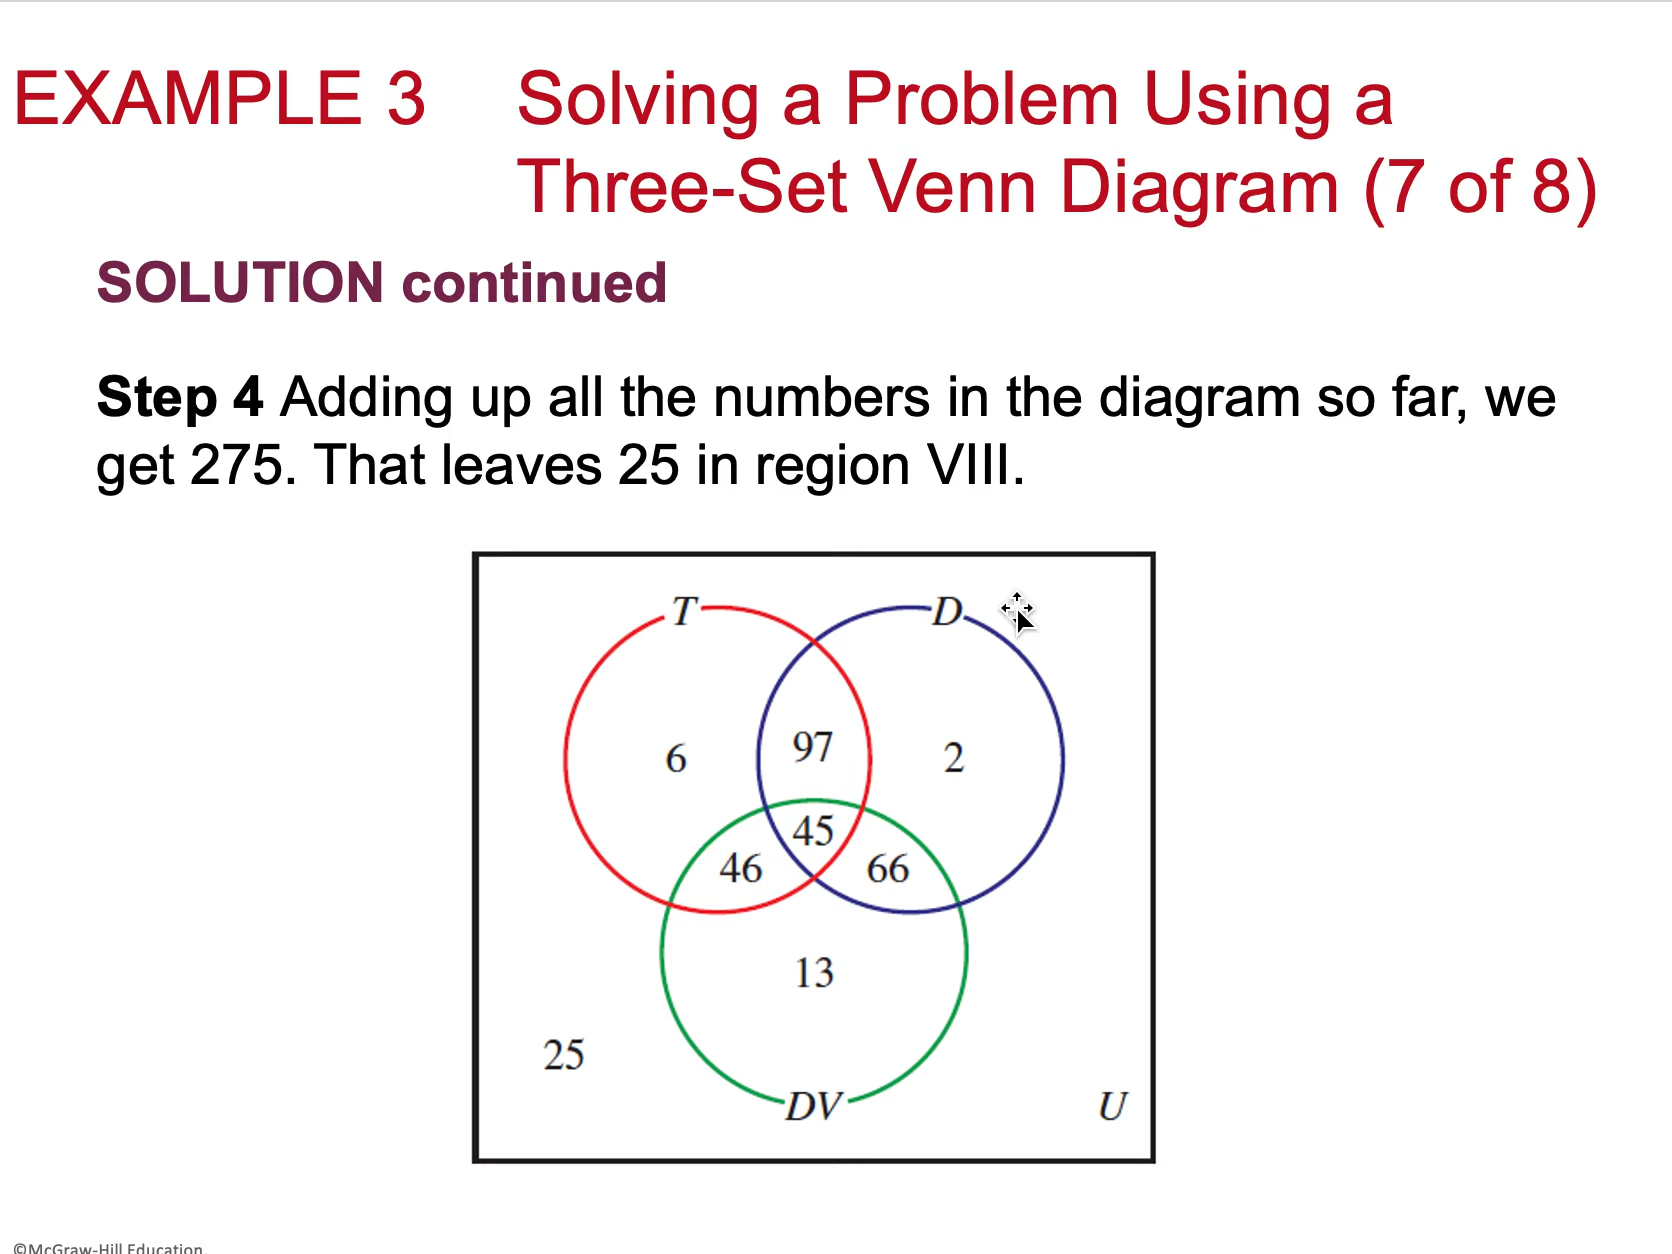 EXAMPLE 3 Solving a Problem Using a
Three-Set Venn Diagram (7 of 8)
SOLUTION continued
Step 4 Adding up all the numbers in the diagram so far, we
get 275. That leaves 25 in region VIII.
T D
6 97 2
45
46 66
13
25
DV U
©McGraw-Hill Education.